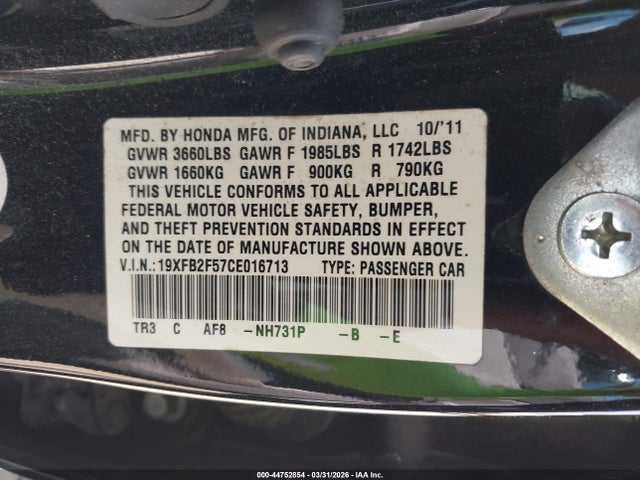 MFD. BY HONDA MFG. OF INDIANA, LLC 10/'11
GVWR 3660LBS GAWR F 1985LBS R 1742LBS
GVWR 1660KG GAWR F 900KG R 790KG
THIS VEHICLE CONFORMS TO ALL APPLICABLE
FEDERAL MOTOR VEHICLE SAFETY, BUMPER,
AND THEFT PREVENTION STANDARDS IN EFFECT
ON THE DATE OF MANUFACTURE SHOWN ABOVE.
V.I.N.:19XFB2F57CE016713 TYPE: PASSENGER CAR
TR3 C AF8 -NH731P -B -E
000-44752854 | 03/31/2026 | IAA Inc.